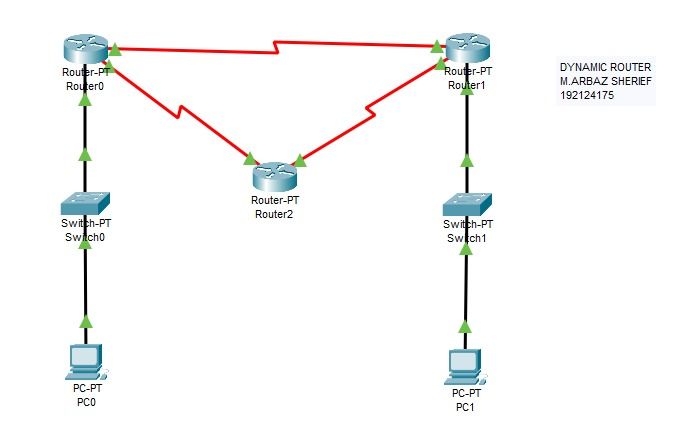 Router-PT
Router0
Router-PT
Router1
DYNAMIC ROUTER
M.ARBAZ SHERIEF
192124175
Router-PT
Router2
Switch-PT
Switch0
Switch-PT
Switch1
PC-PT
PC0
PC-PT
PC1